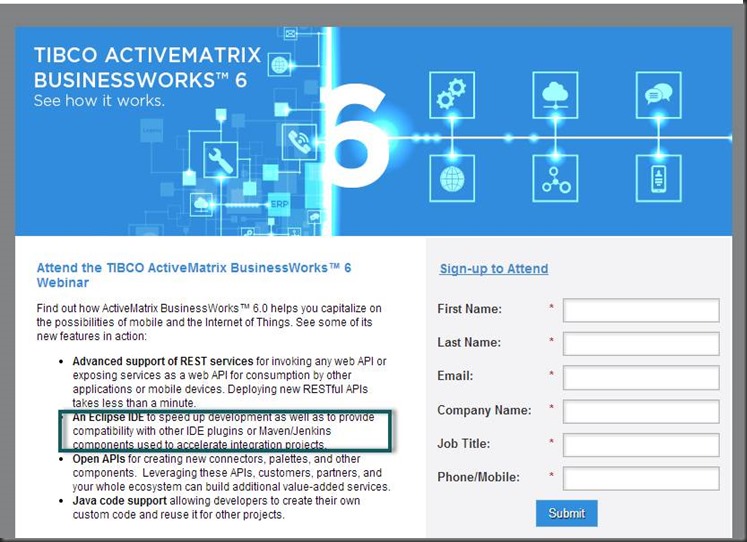 TIBCO ACTIVEMATRIX
BUSINESSWORKS™ 6
See how it works.
6
ERP
Attend the TIBCO ActiveMatrix BusinessWorks™ 6
Webinar
Find out how ActiveMatrix BusinessWorks™ 6.0 helps you capitalize on
the possibilities of mobile and the Internet of Things. See some of its
new features in action:
• Advanced support of REST services for invoking any web API or
exposing services as a web API for consumption by other
applications or mobile devices. Deploying new RESTful APIs
takes less than a minute.
• An Eclipse IDE to speed up development as well as to provide
compatibility with other IDE plugins or Maven/Jenkins
components used to accelerate integration projects.
• Open APIs for creating new connectors, palettes, and other
components. Leveraging these APIs, customers, partners, and
your whole ecosystem can build additional value-added services.
• Java code support allowing developers to create their own
custom code and reuse it for other projects.
Sign-up to Attend
First Name: *
Last Name: *
Email: *
Company Name: *
Job Title: *
Phone/Mobile: *
Submit